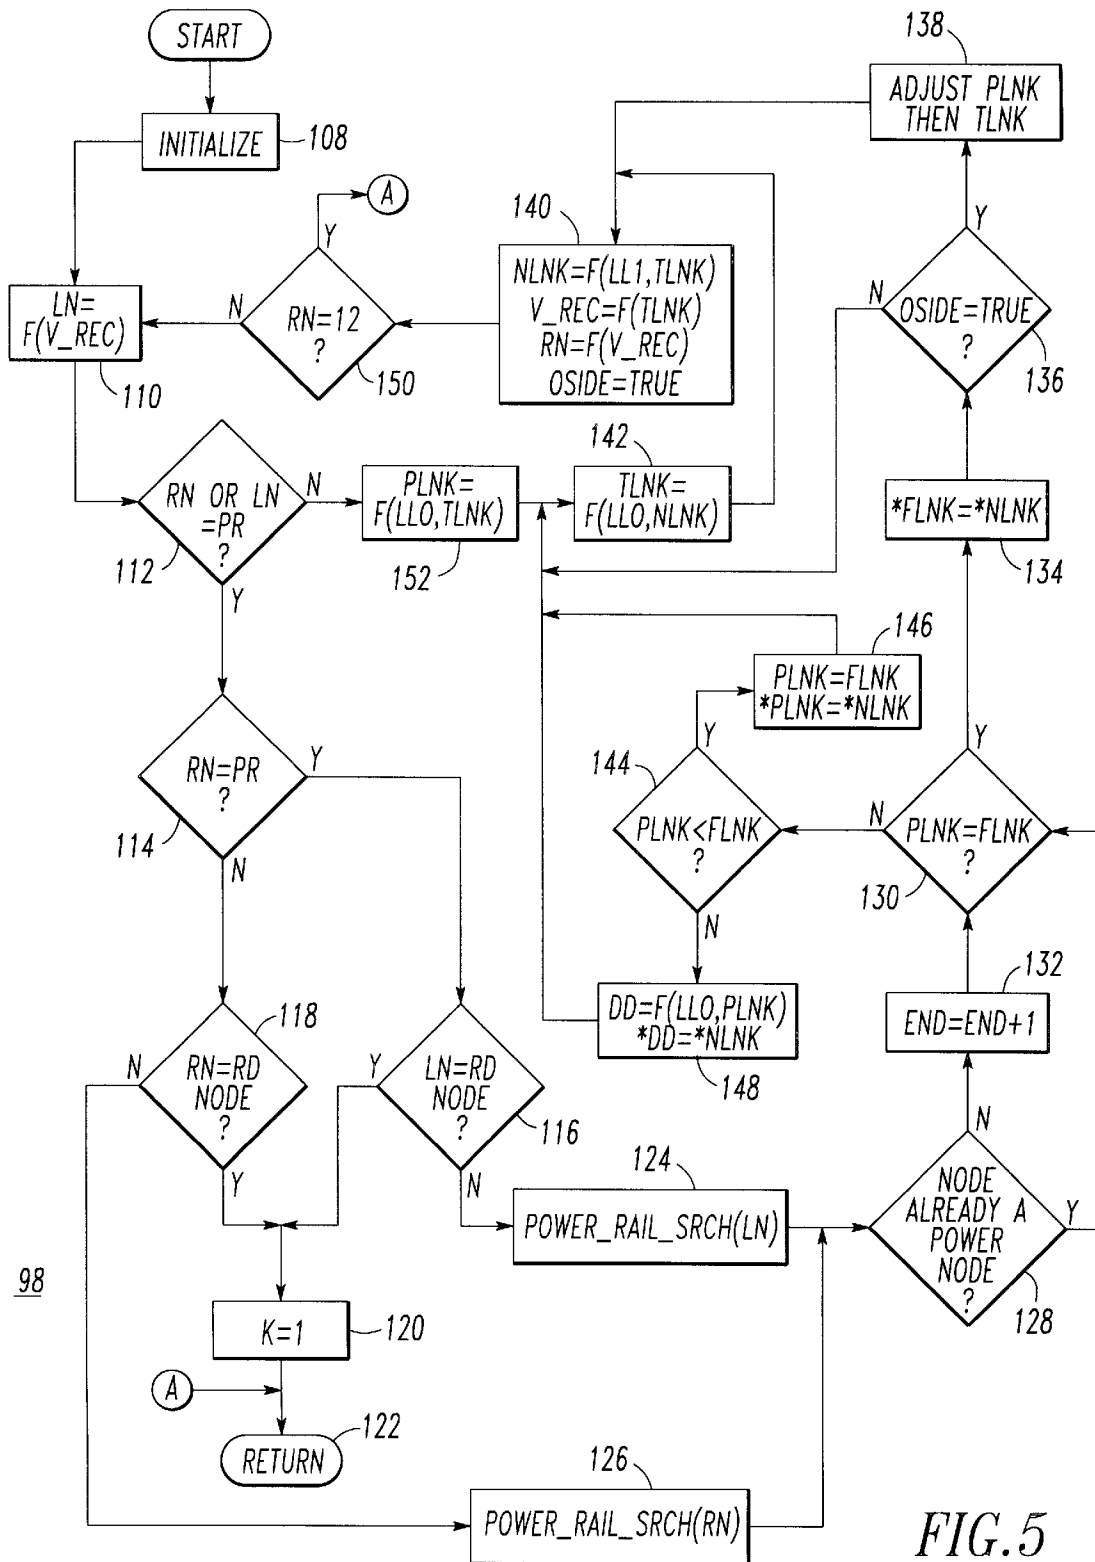 START
INITIALIZE
108
138
ADJUST PLNK
THEN TLNK
A
Y
140
NLNK=F(LL1,TLNK)
V_REC=F(TLNK)
RN=F(V_REC)
OSIDE=TRUE
N
RN=12
?
150
LN=
F(V_REC)
110
Y
N
OSIDE=TRUE
?
136
RN OR LN
=PR
?
112
N
Y
PLNK=
F(LLO,TLNK)
152
142
TLNK=
F(LLO,NLNK)
*FLNK=*NLNK
134
146
PLNK=FLNK
*PLNK=*NLNK
RN=PR
?
114
Y
N
144
Y
PLNK<FLNK
?
N
Y
N
PLNK=FLNK
?
130
118
N
RN=RD
NODE
?
Y
Y
LN=RD
NODE
?
116
N
DD=F(LLO,PLNK)
*DD=*NLNK
148
132
END=END+1
N
NODE
ALREADY A
POWER
NODE
?
Y
128
124
POWER_RAIL_SRCH(LN)
98
K=1
120
A
122
RETURN
126
POWER_RAIL_SRCH(RN)
FIG.5